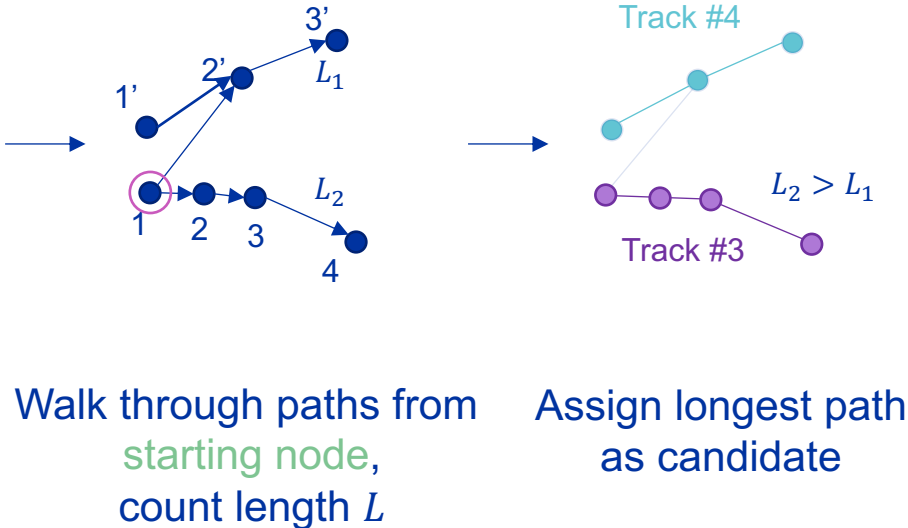 3'
2'
L₁
1'
L₂
1
2
3
4
Track #4
L₂ > L₁
Track #3
Walk through paths from
starting node,
count length L
Assign longest path
as candidate